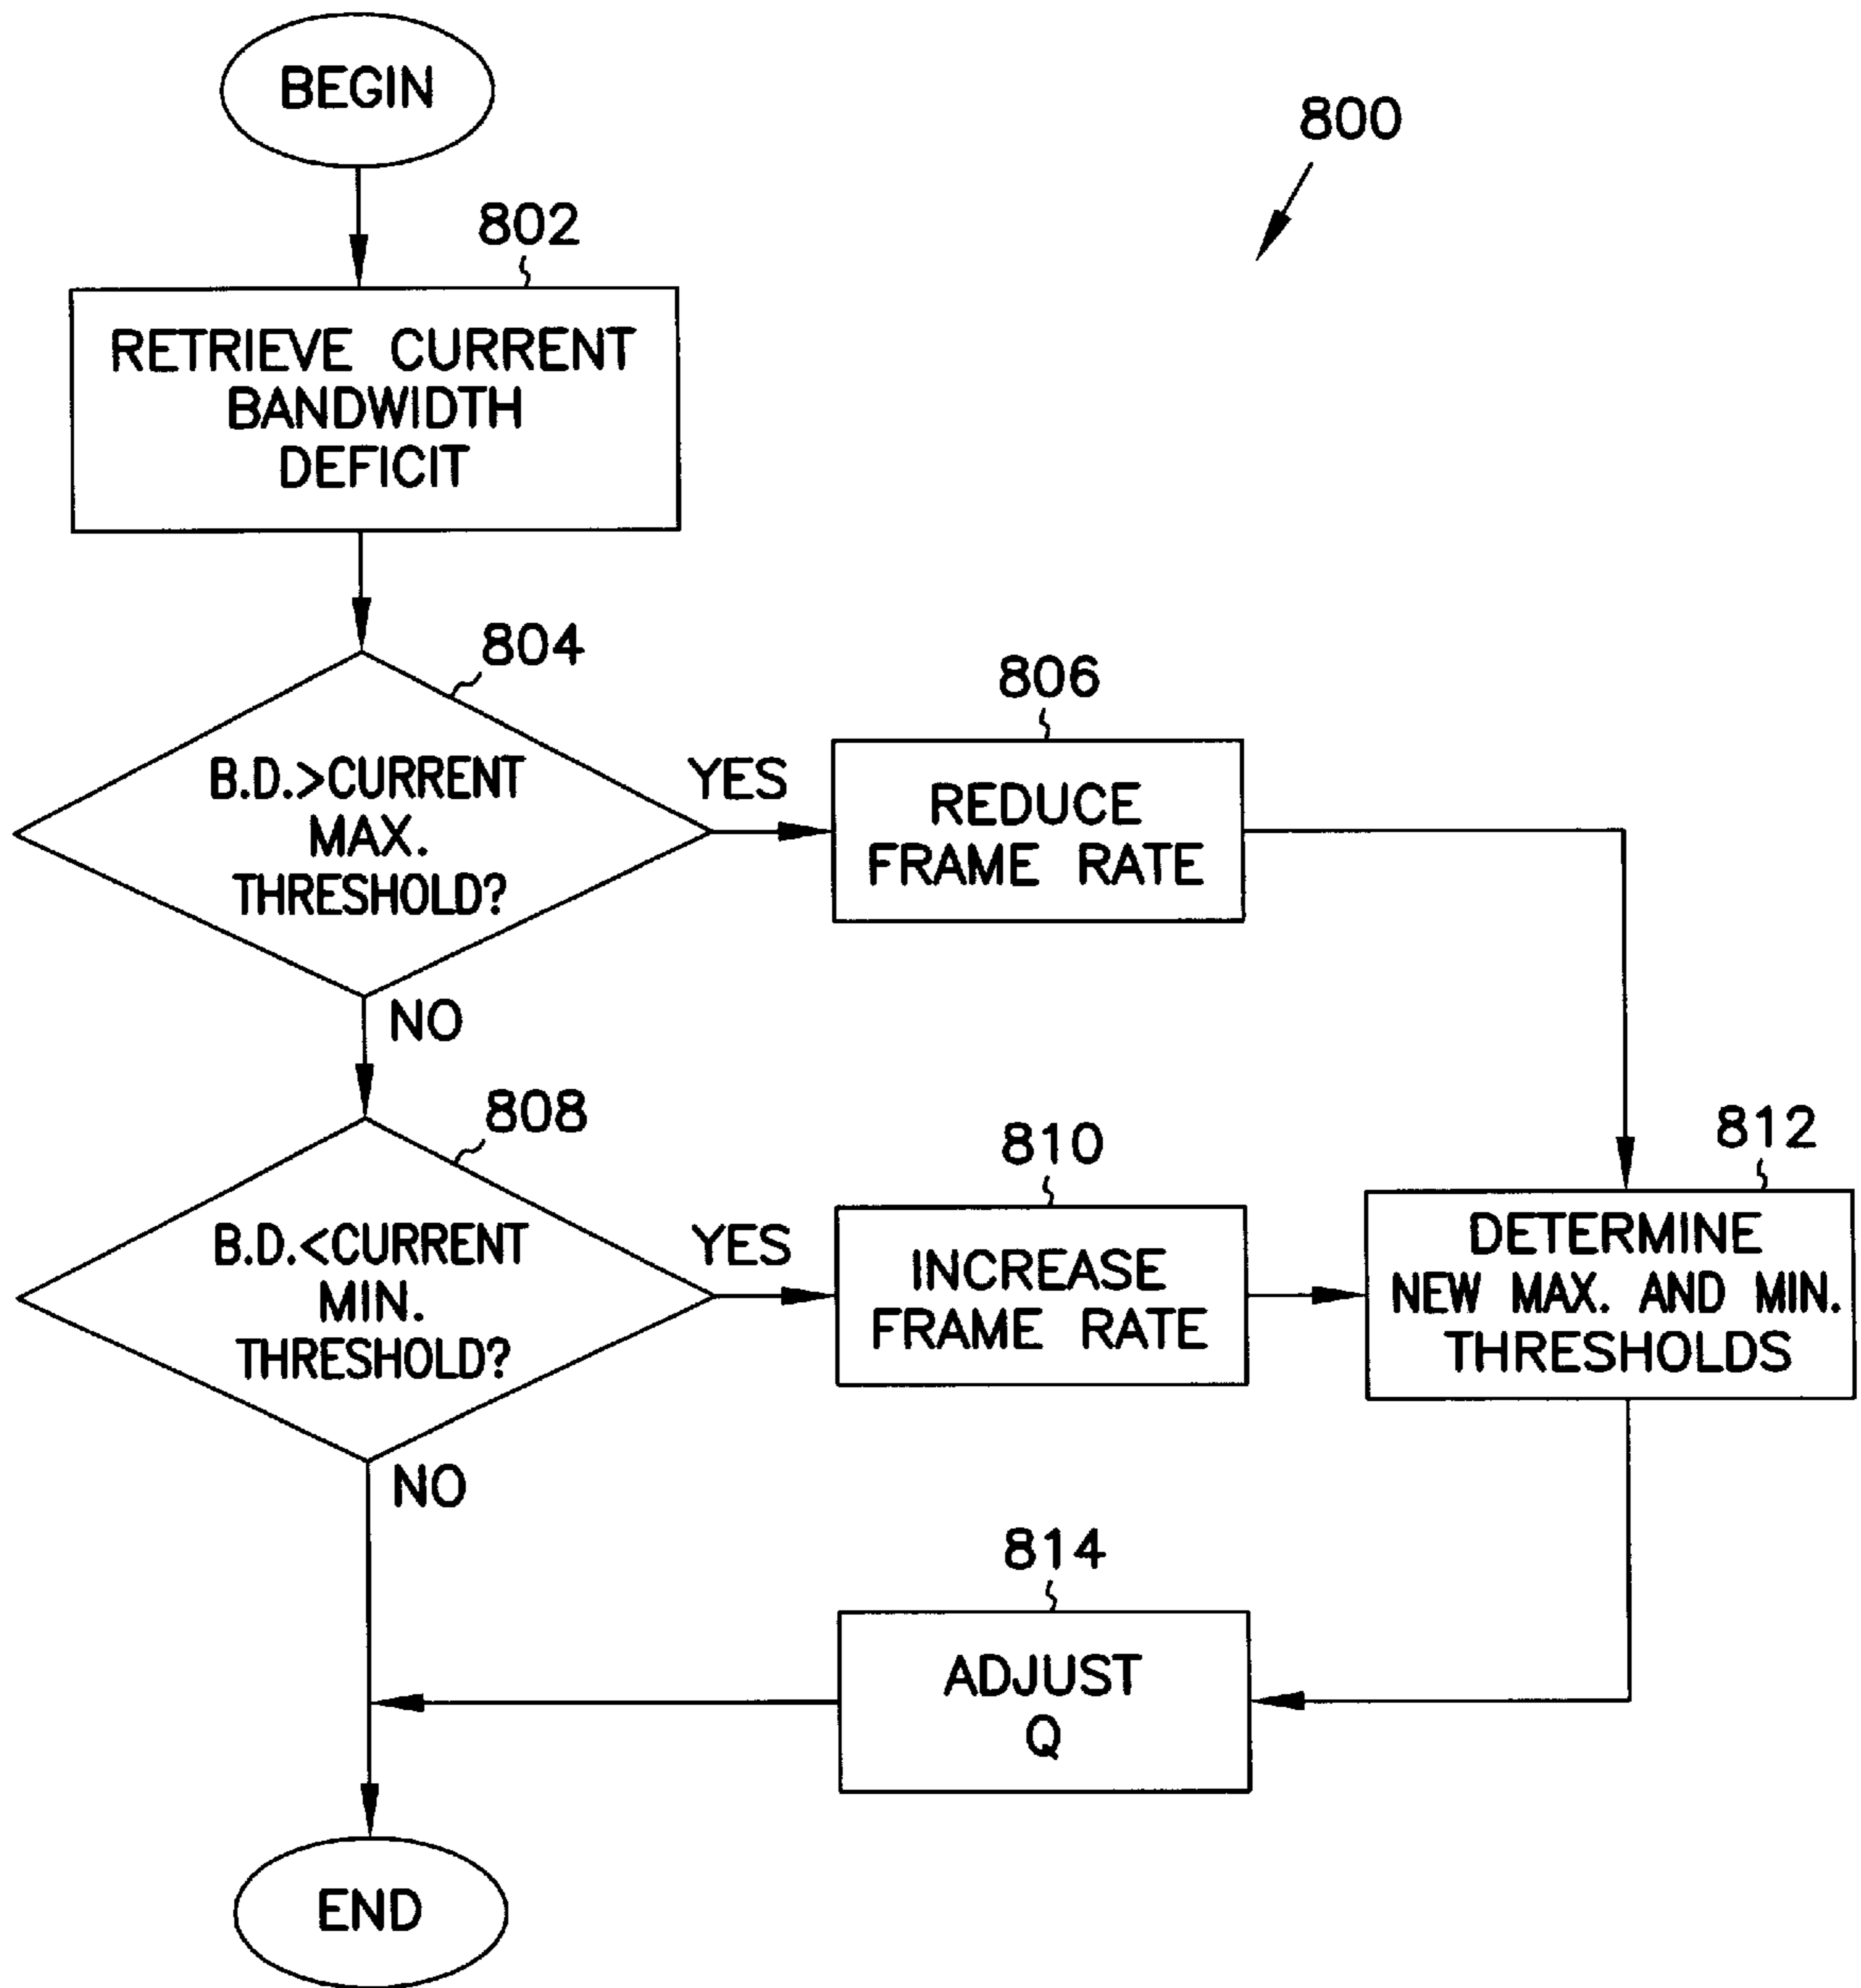 BEGIN
800
802
RETRIEVE CURRENT
BANDWIDTH
DEFICIT
804
B.D.>CURRENT
MAX.
THRESHOLD?
YES
806
REDUCE
FRAME RATE
NO
808
B.D.<CURRENT
MIN.
THRESHOLD?
YES
810
INCREASE
FRAME RATE
812
DETERMINE
NEW MAX. AND MIN.
THRESHOLDS
NO
814
ADJUST
Q
END